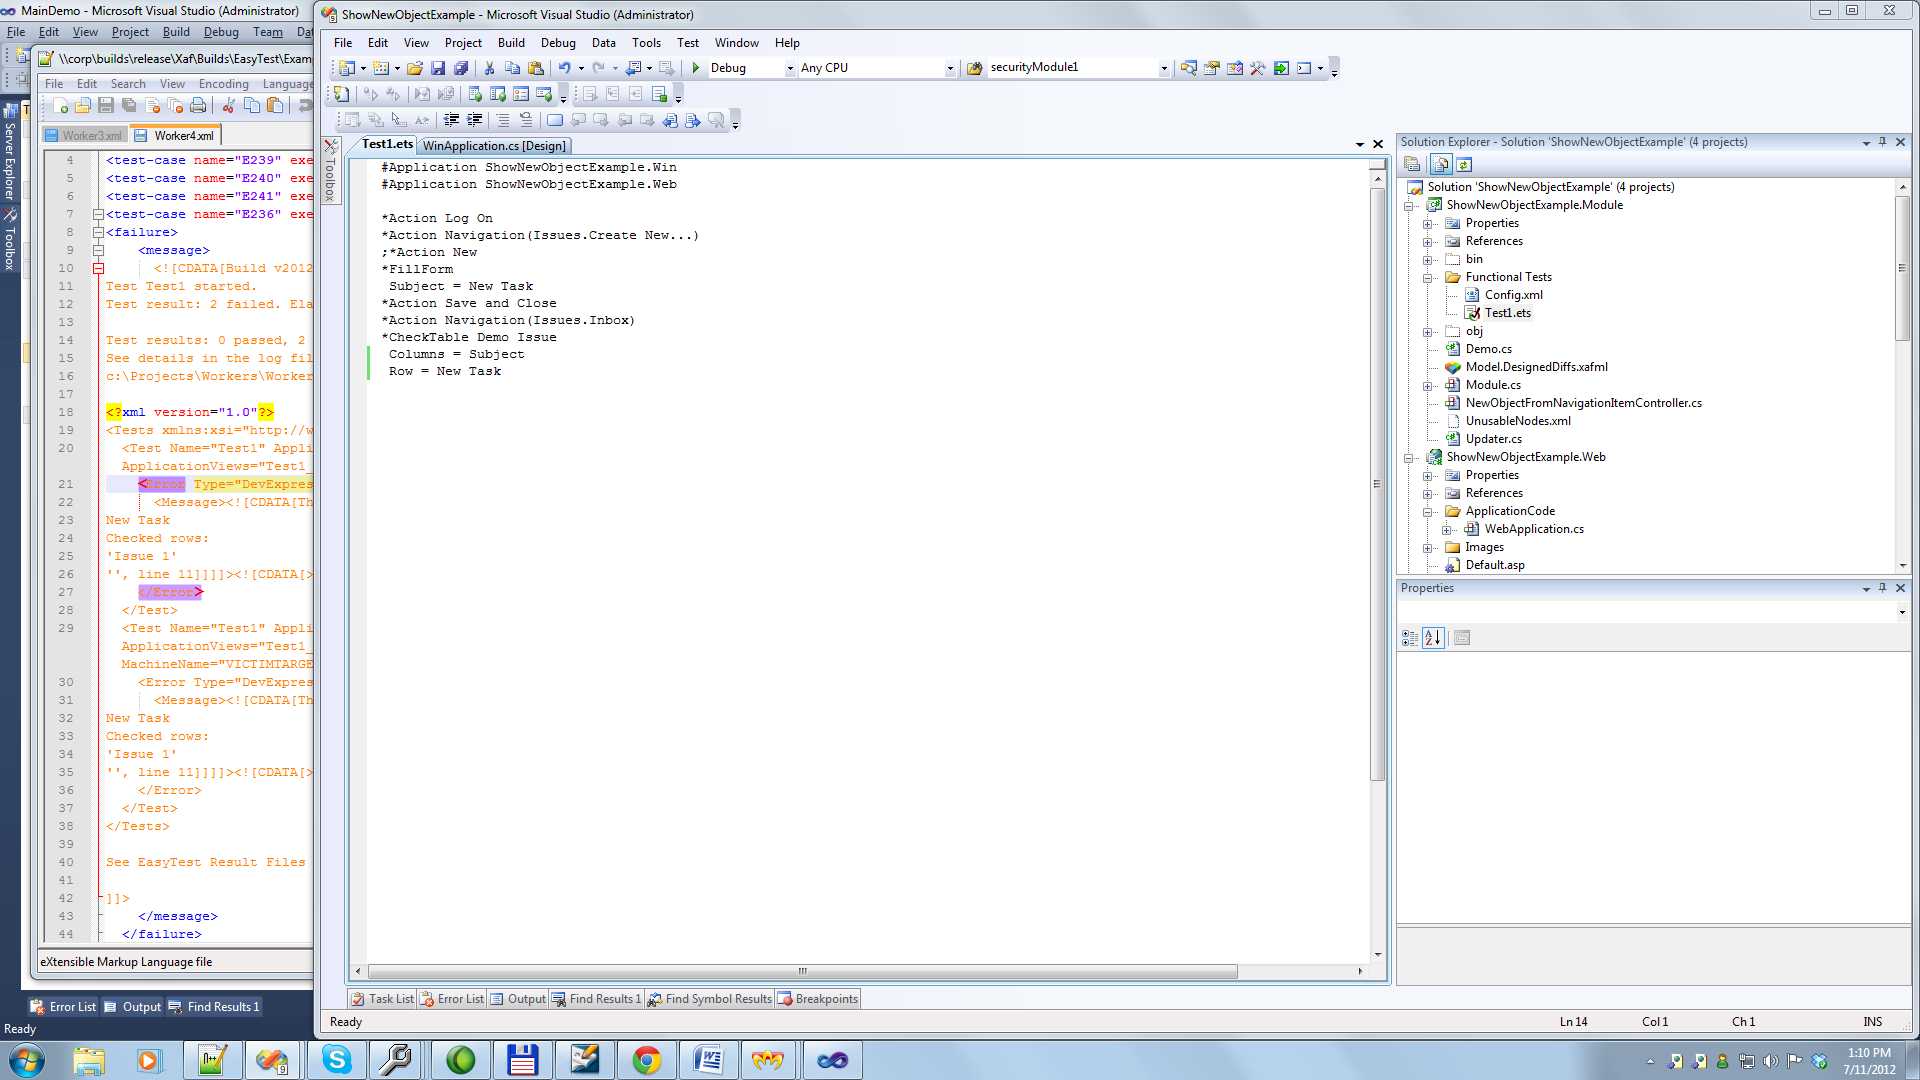 MainDemo - Microsoft Visual Studio (Administrator)
File Edit View Project Build Debug Team Da
\\corp\builds\release\Xaf\Builds\EasyTest\Exam
File Edit Search View Encoding Language
Worker3.xml Worker4.xml
Server Explorer
Toolbox
4 <test-case name="E239" exe
5 <test-case name="E240" exe
6 <test-case name="E241" exe
7 <test-case name="E236" exe
8 <failure>
9 <message>
10 <![CDATA[Build v2012
11 Test Test1 started.
12 Test result: 2 failed. Ela
13
14 Test results: 0 passed, 2
15 See details in the log fil
16 c:\Projects\Workers\Worker
17
18 <?xml version="1.0"?>
19 <Tests xmlns:xsi="http://w
20 <Test Name="Test1" Appli
ApplicationViews="Test1_
21 <Error Type="DevExpres
22 <Message><![CDATA[Th
23 New Task
24 Checked rows:
25 'Issue 1'
26 '', line 11]]]]><![CDATA[>
27 </Error>
28 </Test>
29 <Test Name="Test1" Appli
ApplicationViews="Test1_
MachineName="VICTIMTARGE
30 <Error Type="DevExpres
31 <Message><![CDATA[Th
32 New Task
33 Checked rows:
34 'Issue 1'
35 '', line 11]]]]><![CDATA[>
36 </Error>
37 </Test>
38 </Tests>
39
40 See EasyTest Result Files
41
42 ]]>
43 </message>
44 </failure>
eXtensible Markup Language file
Error List Output Find Results 1
Ready
ShowNewObjectExample - Microsoft Visual Studio (Administrator)
File Edit View Project Build Debug Data Tools Test Window Help
Debug Any CPU securityModule1
Toolbox
Test1.ets WinApplication.cs [Design]
#Application ShowNewObjectExample.Win
#Application ShowNewObjectExample.Web
*Action Log On
*Action Navigation(Issues.Create New...)
;*Action New
*FillForm
Subject = New Task
*Action Save and Close
*Action Navigation(Issues.Inbox)
*CheckTable Demo Issue
Columns = Subject
Row = New Task
Task List Error List Output Find Results 1 Find Symbol Results Breakpoints
Ready Ln 14 Col 1 Ch 1 INS
Solution Explorer - Solution 'ShowNewObjectExample' (4 projects)
Solution 'ShowNewObjectExample' (4 projects)
ShowNewObjectExample.Module
Properties
References
bin
Functional Tests
Config.xml
Test1.ets
obj
Demo.cs
Model.DesignedDiffs.xafml
Module.cs
NewObjectFromNavigationItemController.cs
UnusableNodes.xml
Updater.cs
ShowNewObjectExample.Web
Properties
References
ApplicationCode
WebApplication.cs
Images
Default.asp
Properties
1:10 PM
7/11/2012